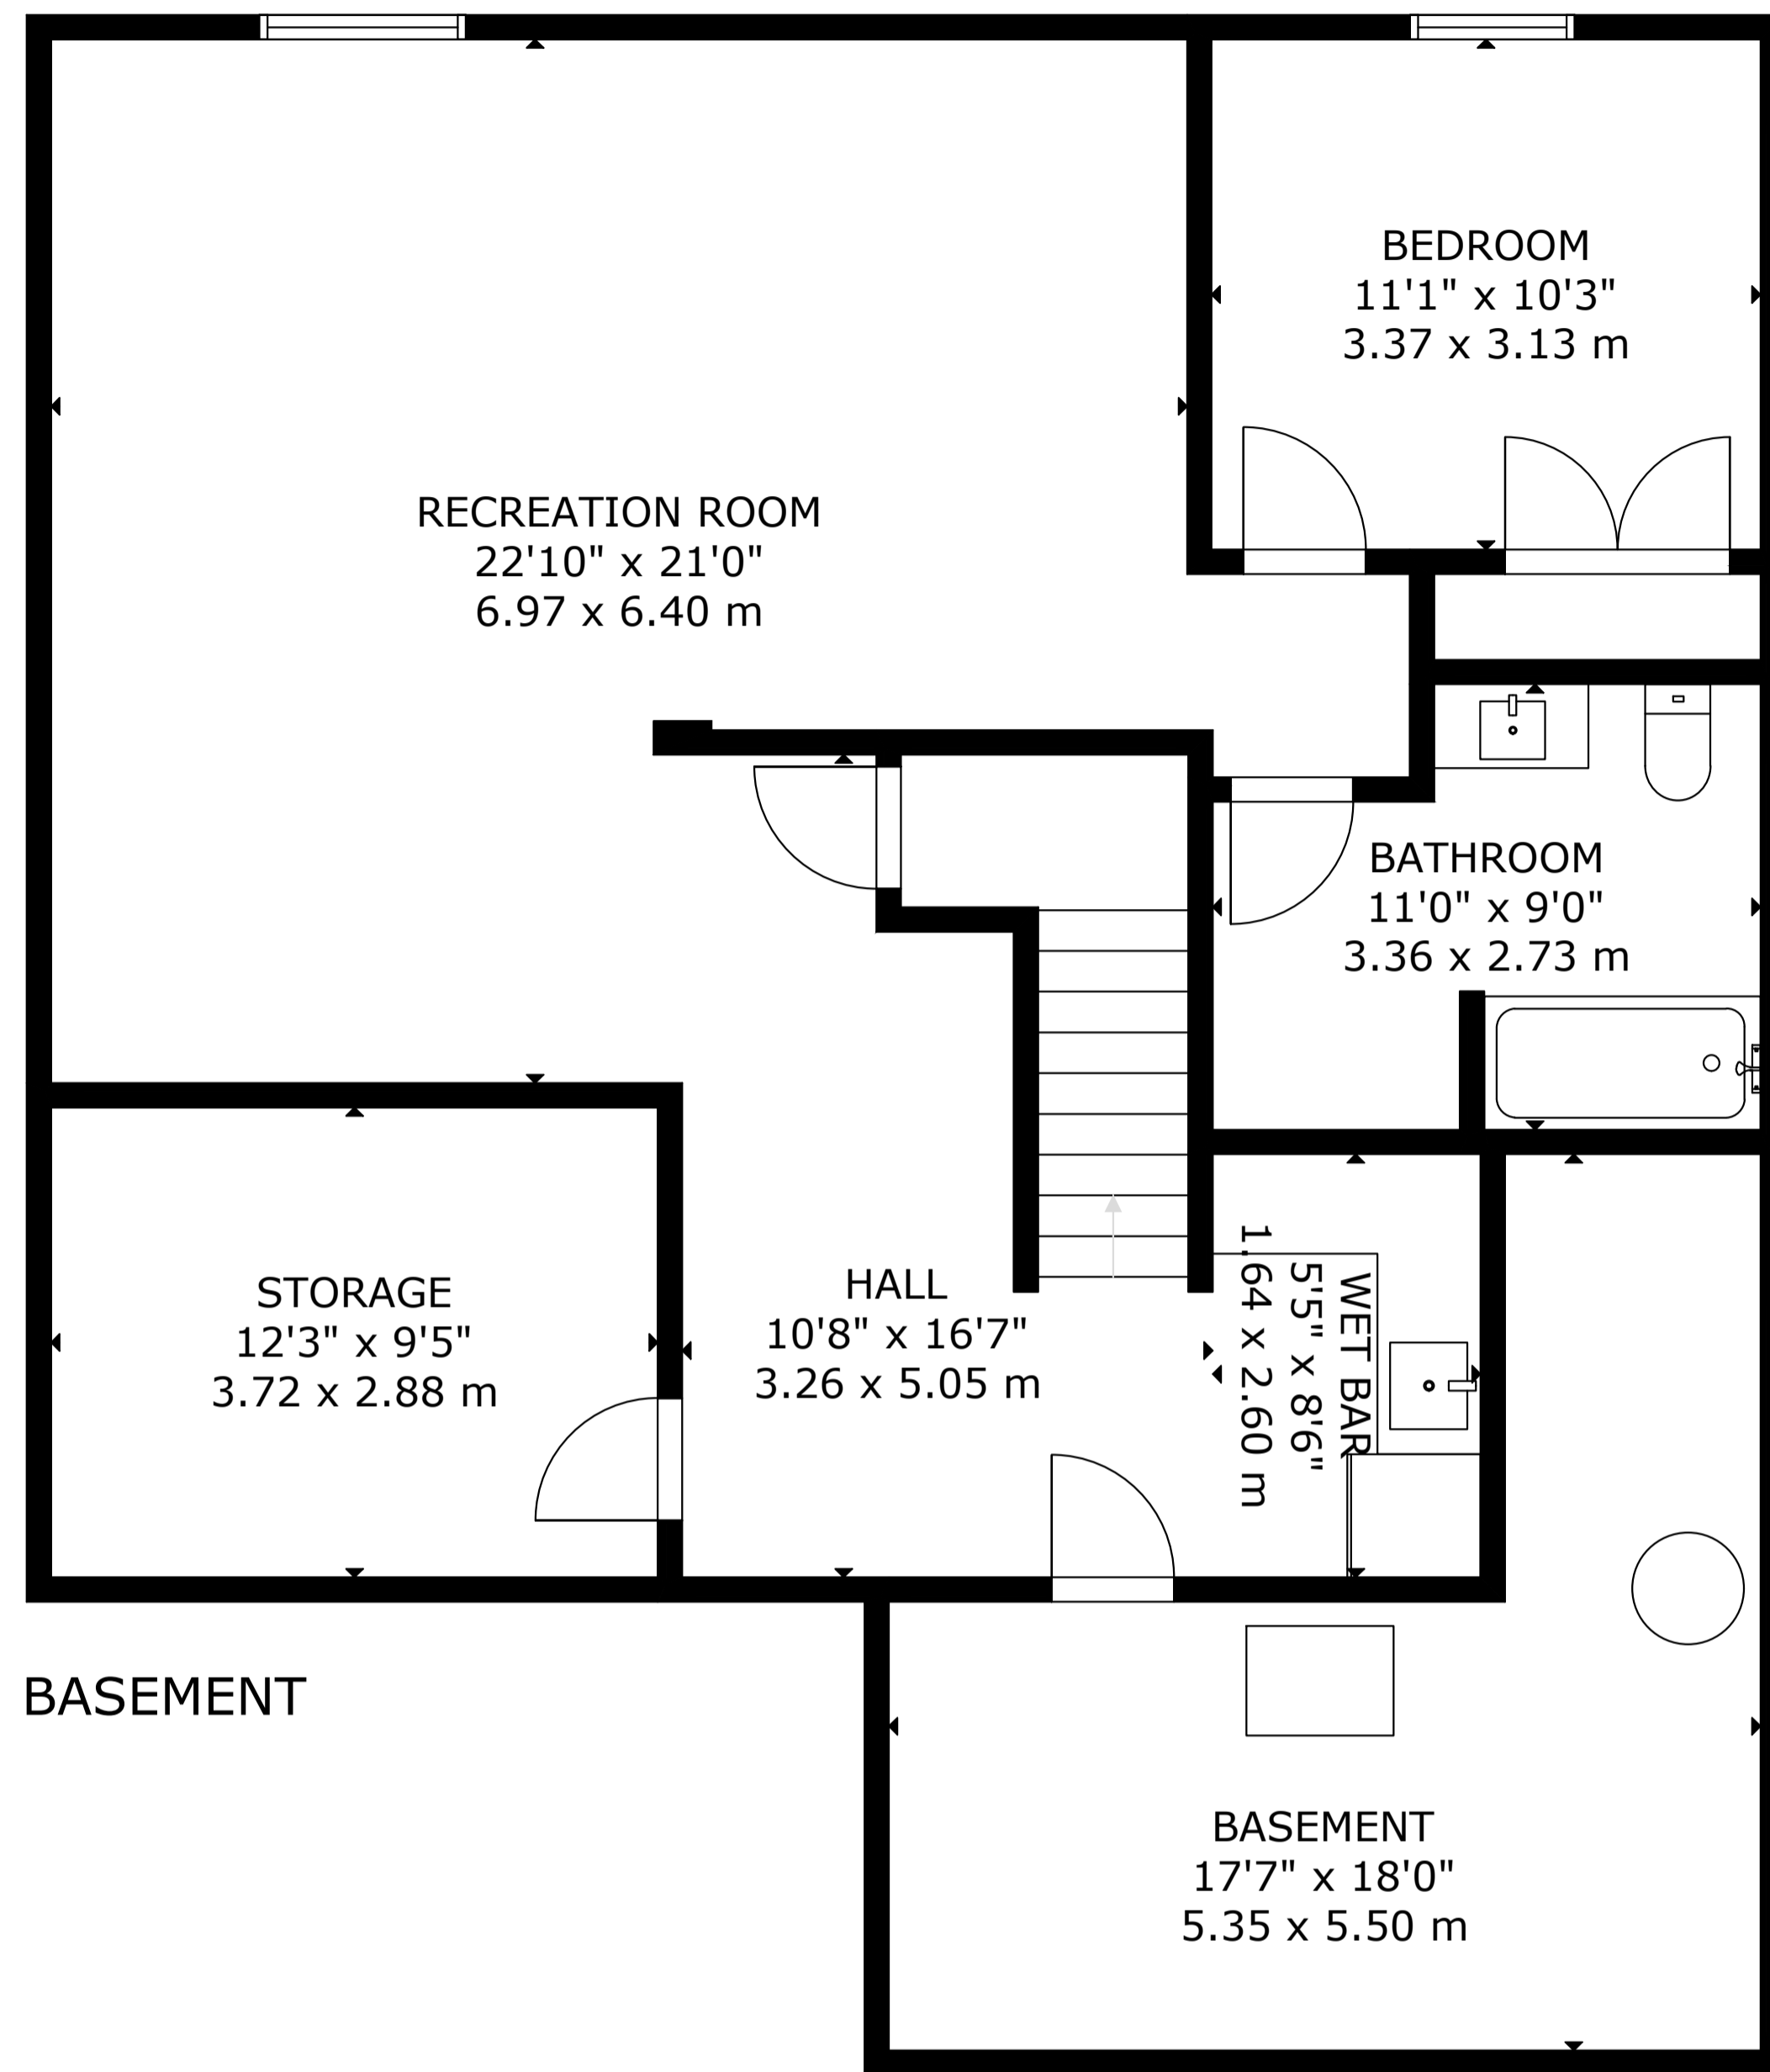 BEDROOM
11'1" x 10'3"
3.37 x 3.13 m
RECREATION ROOM
22'10" x 21'0"
6.97 x 6.40 m
BATHROOM
11'0" x 9'0"
3.36 x 2.73 m
STORAGE
12'3" x 9'5"
3.72 x 2.88 m
HALL
10'8" x 16'7"
3.26 x 5.05 m
WET BAR
5'5" x 8'6"
1.64 x 2.60 m
BASEMENT
BASEMENT
17'7" x 18'0"
5.35 x 5.50 m